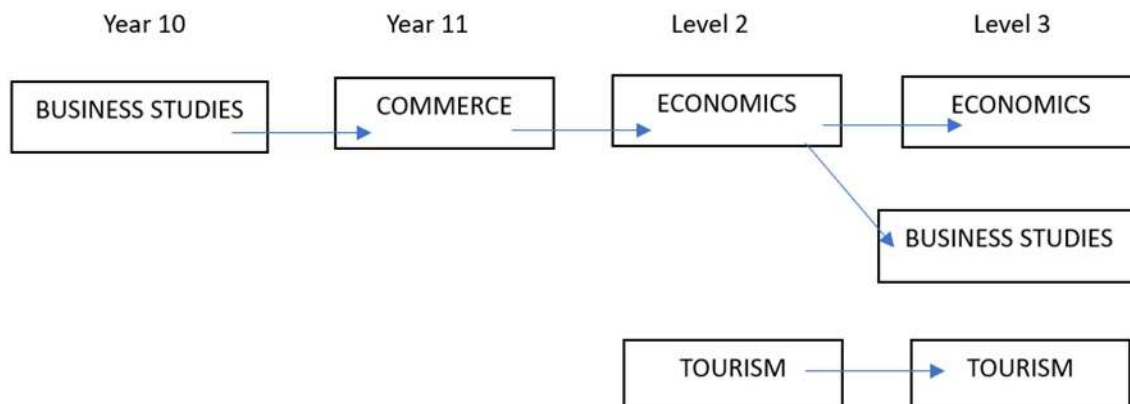 Year 10 Year 11 Level 2 Level 3
BUSINESS STUDIES COMMERCE ECONOMICS ECONOMICS
BUSINESS STUDIES
TOURISM TOURISM